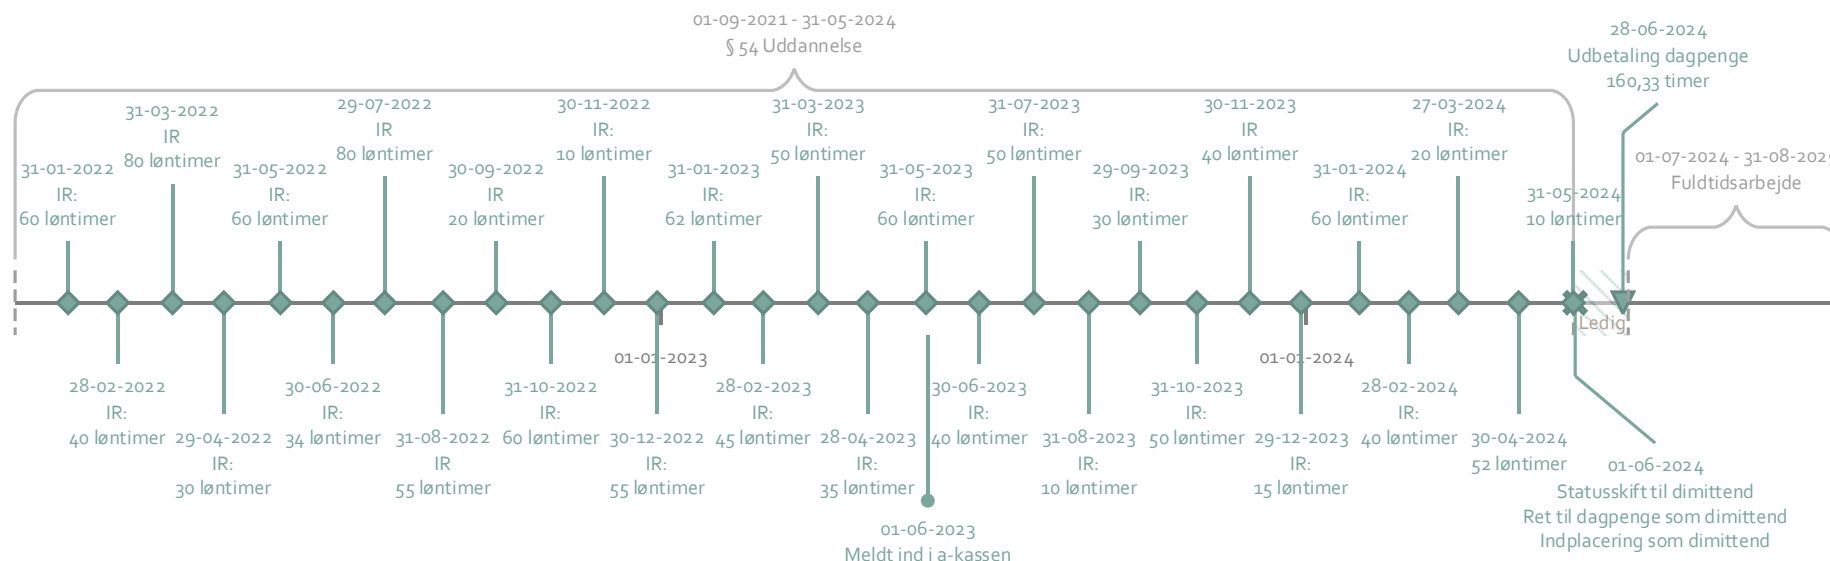 01-09-2021 - 31-05-2024
§ 54 Uddannelse
28-06-2024
Udbetaling dagpenge
160,33 timer
01-07-2024 - 31-08-2025
Fuldtidsarbejde
31-01-2022
IR:
60 løntimer
31-03-2022
IR
80 løntimer
31-05-2022
IR:
60 løntimer
29-07-2022
IR
80 løntimer
30-09-2022
IR
20 løntimer
30-11-2022
IR:
10 løntimer
31-01-2023
IR:
62 løntimer
31-03-2023
IR:
50 løntimer
31-05-2023
IR:
60 løntimer
31-07-2023
IR:
50 løntimer
29-09-2023
IR:
30 løntimer
30-11-2023
IR
40 løntimer
31-01-2024
IR:
60 løntimer
27-03-2024
IR:
20 løntimer
31-05-2024
10 løntimer
Ledig
01-01-2023
01-01-2024
28-02-2022
IR:
40 løntimer
29-04-2022
IR:
30 løntimer
30-06-2022
IR:
34 løntimer
31-08-2022
IR
55 løntimer
31-10-2022
IR:
60 løntimer
30-12-2022
IR:
55 løntimer
28-02-2023
IR:
45 løntimer
28-04-2023
IR:
35 løntimer
01-06-2023
Meldt ind i a-kassen
30-06-2023
IR:
40 løntimer
31-08-2023
IR:
10 løntimer
31-10-2023
IR:
50 løntimer
29-12-2023
IR:
15 løntimer
28-02-2024
IR:
40 løntimer
30-04-2024
52 løntimer
01-06-2024
Statusskift til dimittend
Ret til dagpenge som dimittend
Indplacering som dimittend